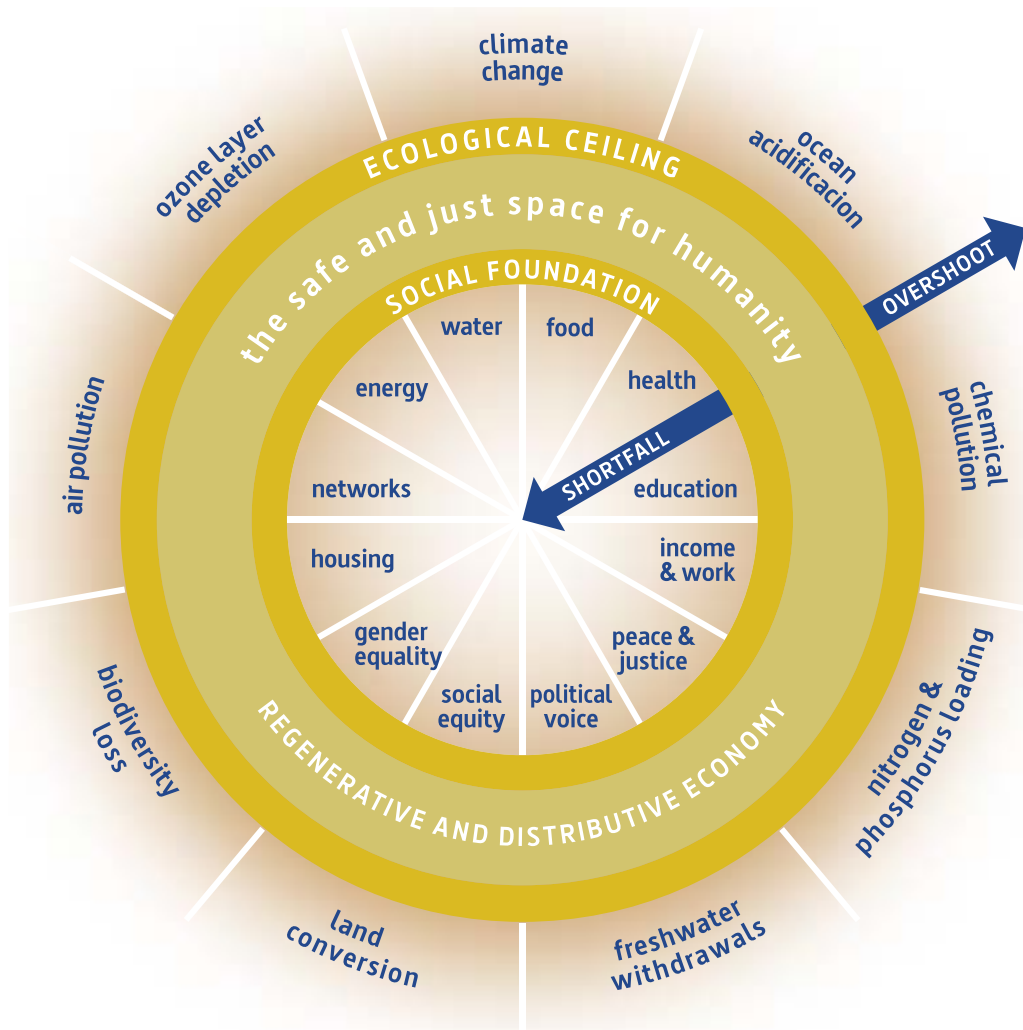 climate
change
ozone layer
depletion
ocean
acidificacion
ECOLOGICAL CEILING
the safe and just space for humanity
OVERSHOOT
SOCIAL FOUNDATION
water
food
energy
health
air pollution
chemical
pollution
SHORTFALL
networks
education
housing
income
& work
gender
equality
peace &
justice
social
equity
political
voice
biodiversity
loss
nitrogen &
phosphorus loading
REGENERATIVE AND DISTRIBUTIVE ECONOMY
land
conversion
freshwater
withdrawals